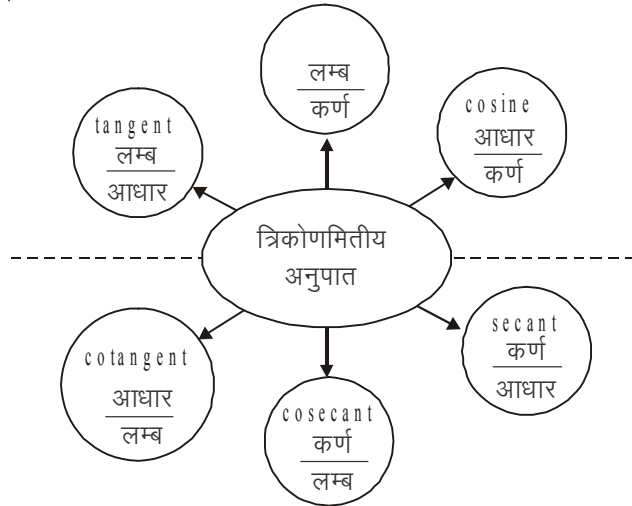 लम्ब
कर्ण
cosine
आधार
कर्ण
tangent
लम्ब
आधार
त्रिकोणमितीय
अनुपात
secant
कर्ण
आधार
cotangent
आधार
लम्ब
cosecant
कर्ण
लम्ब